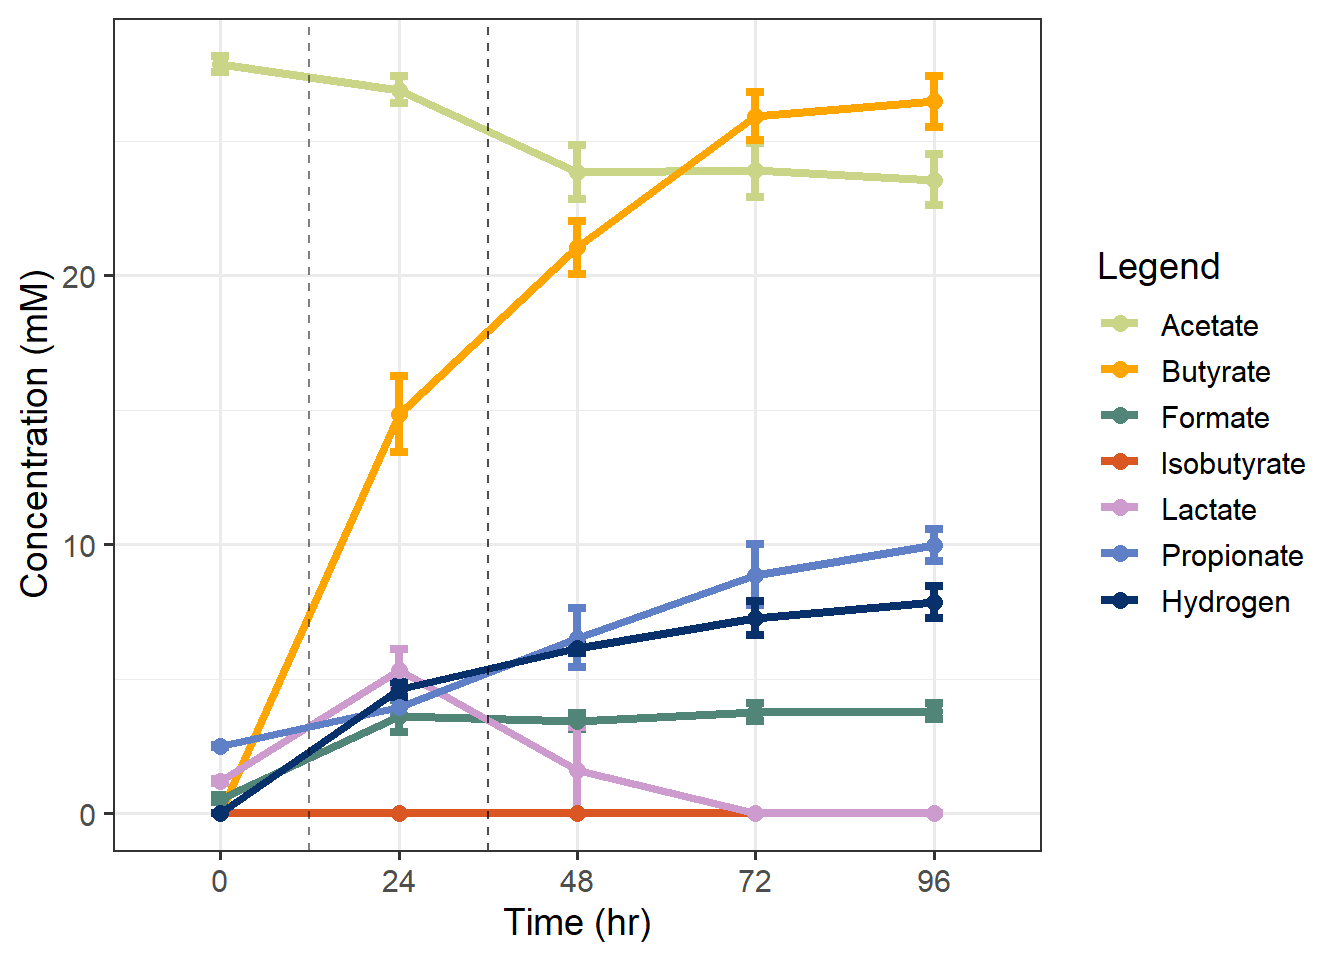 Concentration (mM)
20
10
0
0 24 48 72 96
Time (hr)
Legend
Acetate
Butyrate
Formate
Isobutyrate
Lactate
Propionate
Hydrogen